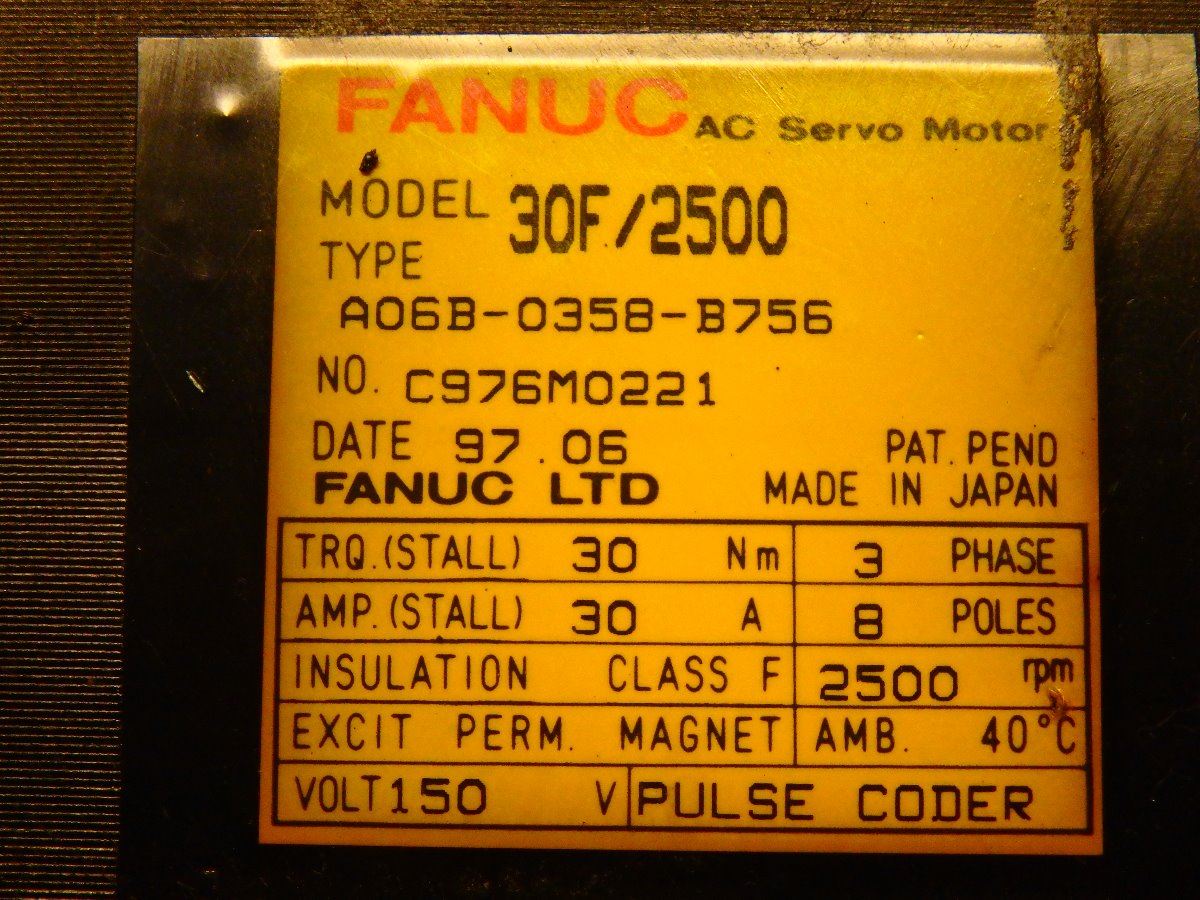 FANUC AC Servo Motor
MODEL 30F/2500
TYPE
A06B-0358-B756
NO. C976M0221
DATE 97.06 PAT. PEND
FANUC LTD MADE IN JAPAN
TRQ.(STALL) 30 Nm 3 PHASE
AMP.(STALL) 30 A 8 POLES
INSULATION CLASS F 2500 rpm
EXCIT PERM. MAGNET AMB. 40°C
VOLT 150 V PULSE CODER